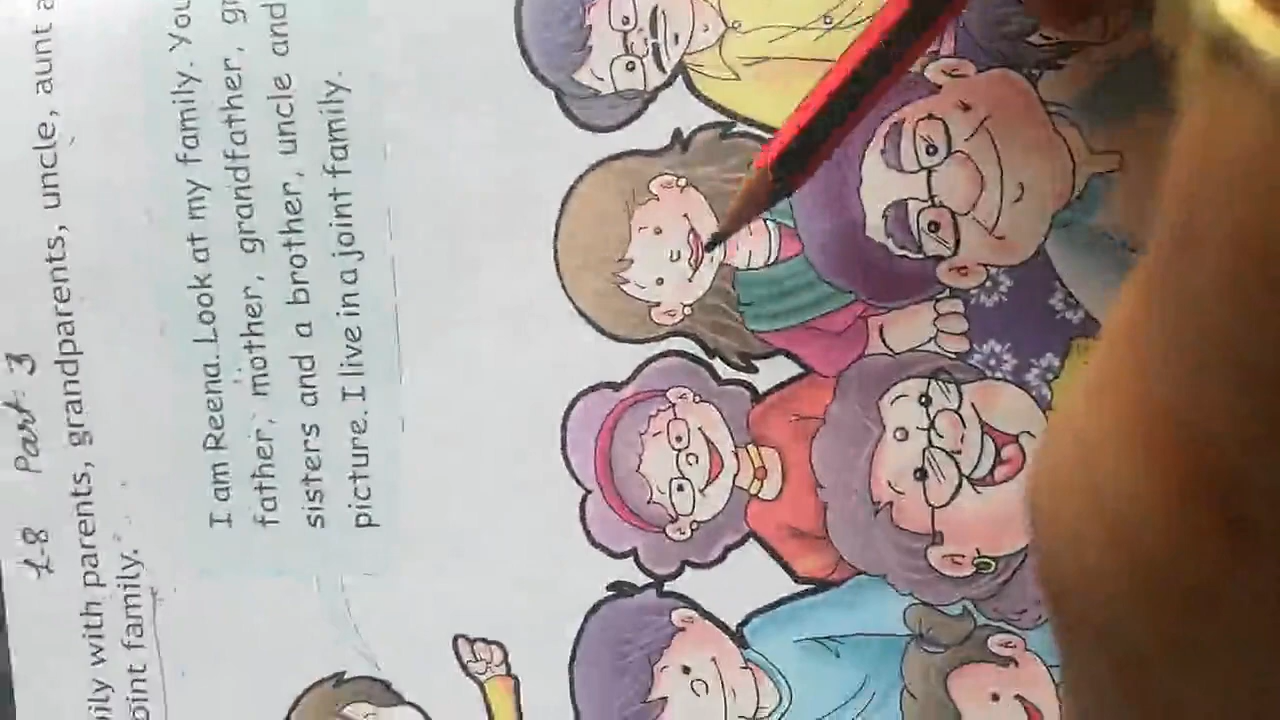 L-8 Part-3
ily with parents, grandparents, uncle, aunt a
oint family.
I am Reena. Look at my family. You
father, mother, grandfather, gr
sisters and a brother, uncle and
picture. I live in a joint family.